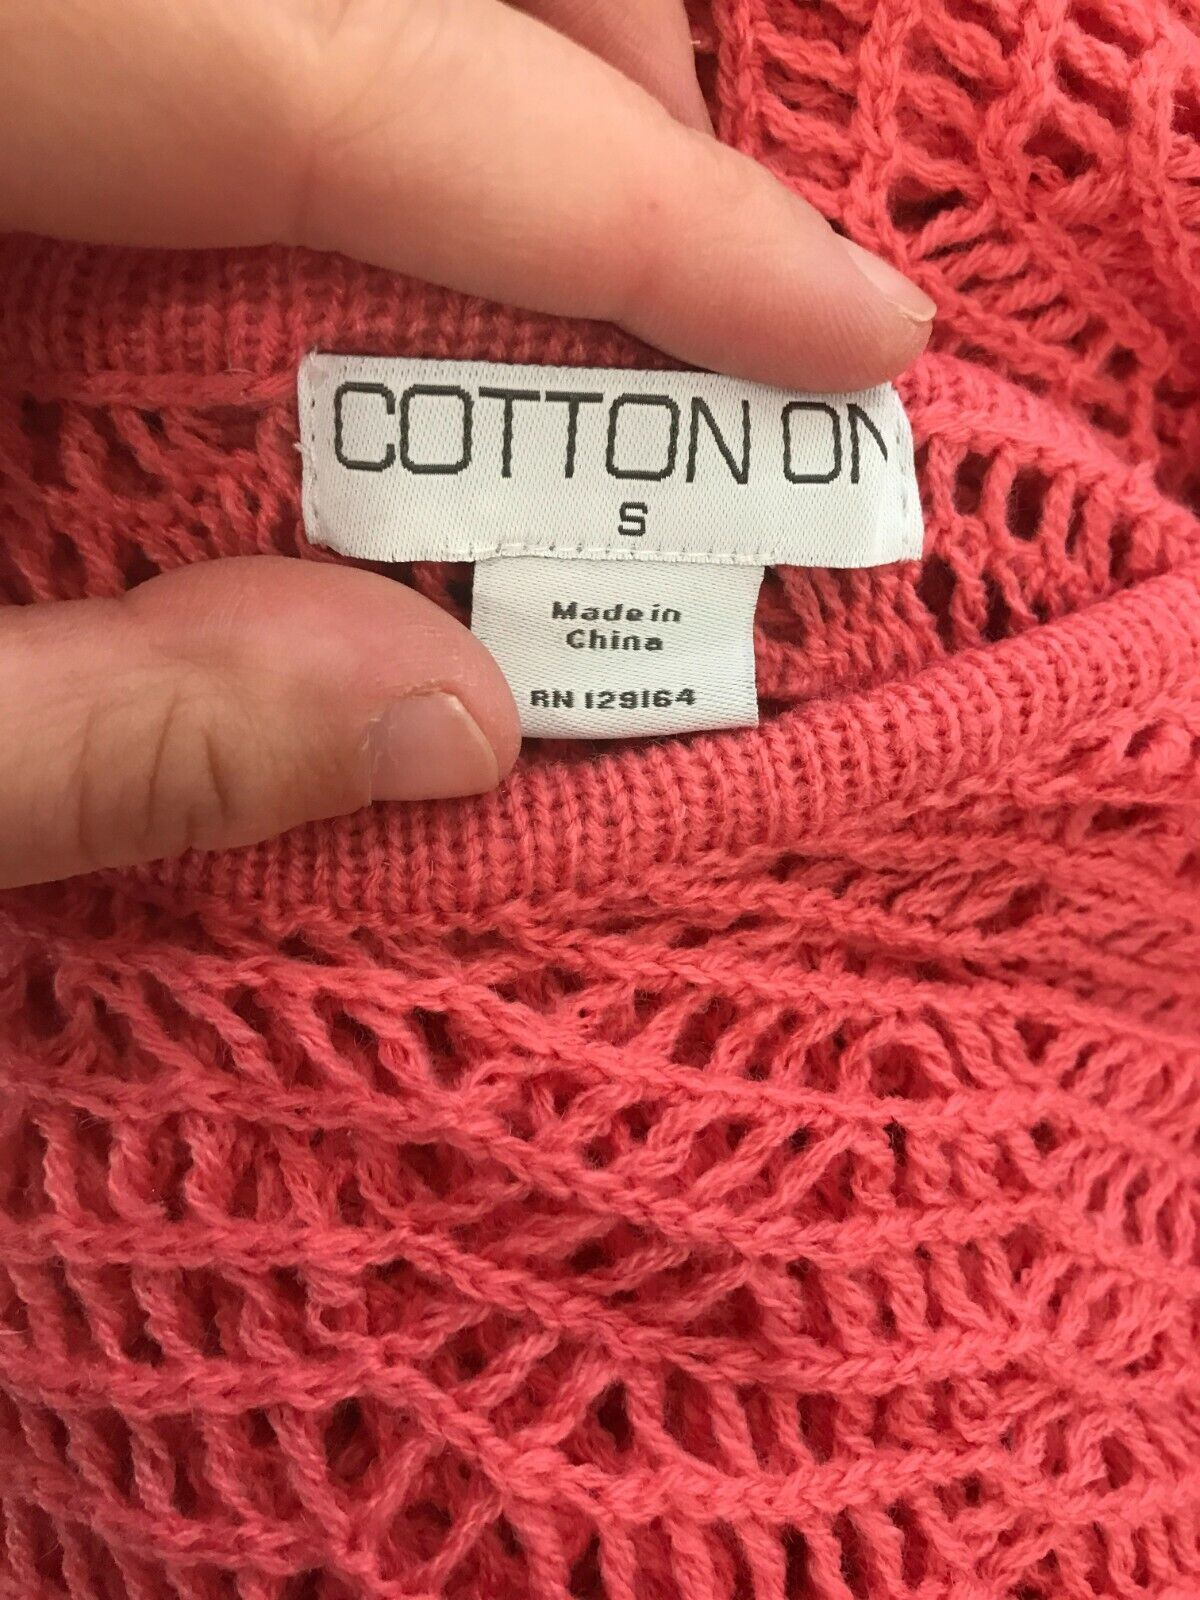 COTTON ON
S
Made in
China
RN 129164